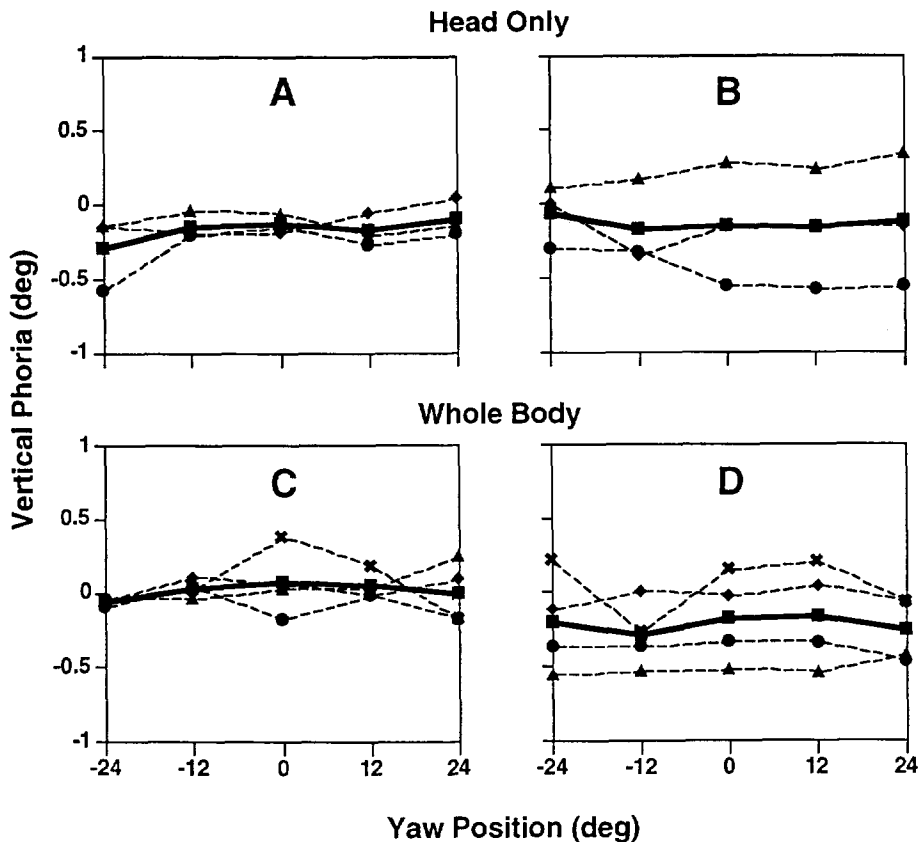 Head Only
A
B
1
0.5
0
-0.5
-1
Vertical Phoria (deg)
Whole Body
C
D
1
0.5
0
-0.5
-1
-24 -12 0 12 24
-24 -12 0 12 24
Yaw Position (deg)